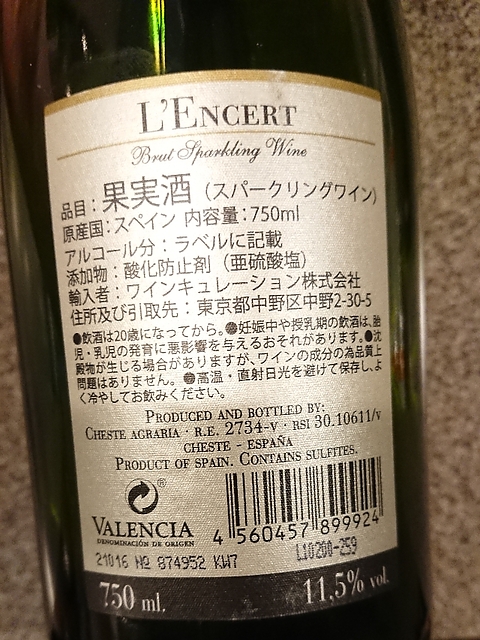 L'ENCERT
Brut Sparkling Wine
品目：果実酒（スパークリングワイン）
原産国：スペイン 内容量：750ml
アルコール分：ラベルに記載
添加物：酸化防止剤（亜硫酸塩）
輸入者：ワインキュレーション株式会社
住所及び引取先：東京都中野区中野2-30-5
●飲酒は20歳になってから。●妊娠中や授乳期の飲酒は、胎
児・乳児の発育に悪影響を与えるおそれがあります。●沈
殿物が生じる場合がありますが、ワインの成分の為品質上
問題はありません。●高温・直射日光を避けて保存し、よ
く冷やしてお飲みください。
PRODUCED AND BOTTLED BY:
CHESTE AGRARIA · R.E. 2734-V · RSI 30.10611/V
CHESTE - ESPAÑA
PRODUCT OF SPAIN. CONTAINS SULFITES.
®
VALENCIA
DENOMINACIÓN DE ORIGEN
4 560457 899924
21016 Nº 874952 KW7
L10200-259
750 ml.
11,5% vol.